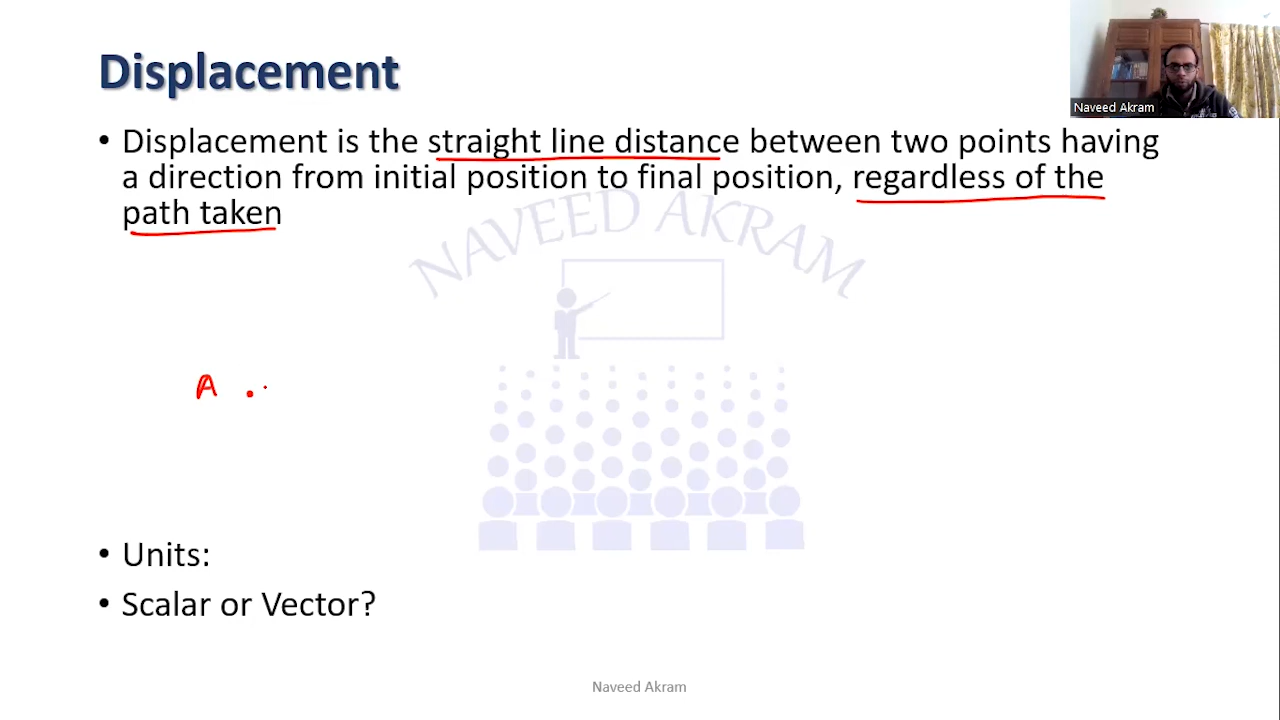 Displacement
Naveed Akram
• Displacement is the straight line distance between two points having
a direction from initial position to final position, regardless of the
path taken
NAVEED AKRAM
A .
• Units:
• Scalar or Vector?
Naveed Akram